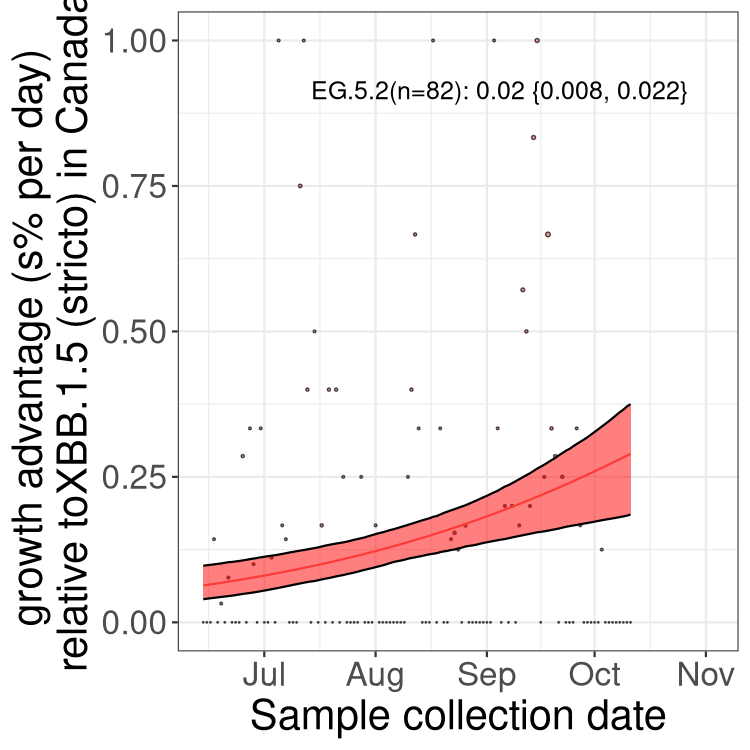 growth advantage (s% per day)
relative toXBB.1.5 (stricto) in Canada
1.00
0.75
0.50
0.25
0.00
EG.5.2(n=82): 0.02 {0.008, 0.022}
Jul Aug Sep Oct Nov
Sample collection date